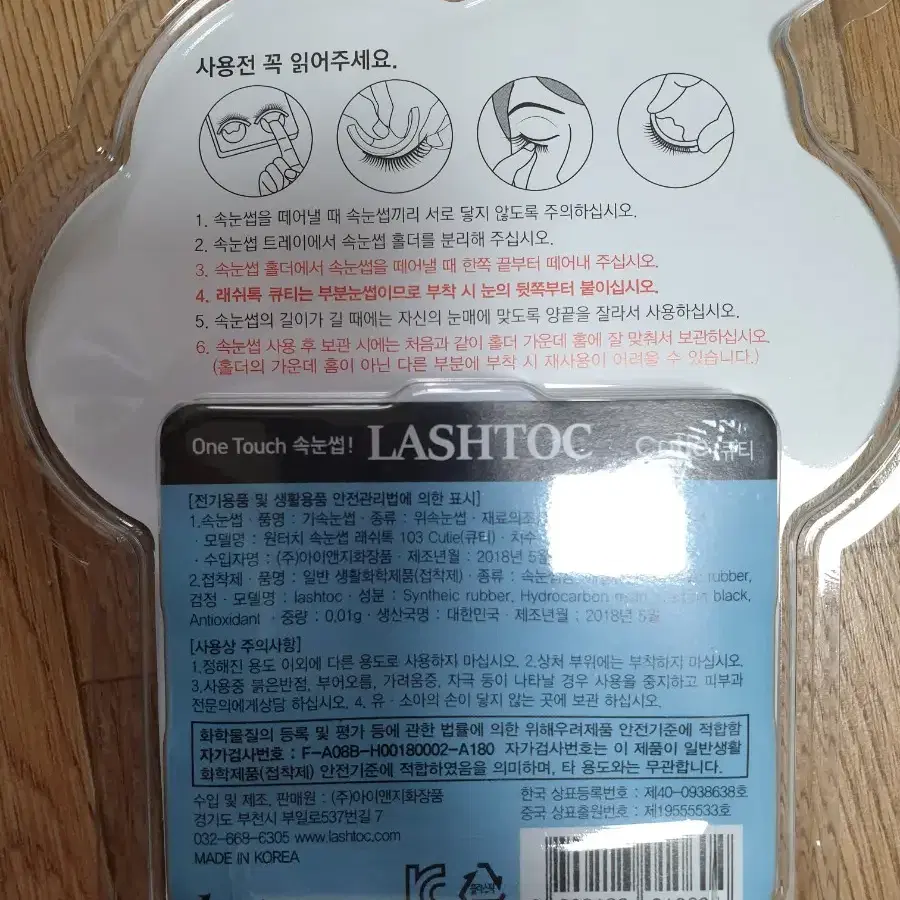 사용전 꼭 읽어주세요.
1. 속눈썹을 떼어낼 때 속눈썹끼리 서로 닿지 않도록 주의하십시오.
2. 속눈썹 트레이에서 속눈썹 홀더를 분리해 주십시오.
3. 속눈썹 홀더에서 속눈썹을 떼어낼 때 한쪽 끝부터 떼어내 주십시오.
4. 래쉬톡 큐티는 부분눈썹이므로 부착 시 눈의 뒷쪽부터 붙이십시오.
5. 속눈썹의 길이가 길 때에는 자신의 눈매에 맞도록 양끝을 잘라서 사용하십시오.
6. 속눈썹 사용 후 보관 시에는 처음과 같이 홀더 가운데 홈에 잘 맞춰서 보관하십시오.
(홀더의 가운데 홈이 아닌 다른 부분에 부착 시 재사용이 어려울 수 있습니다.)
One Touch 속눈썹! LASHTOC Cutie 큐티
[전기용품 및 생활용품 안전관리법에 의한 표시]
1.속눈썹 · 품명 : 가속눈썹 · 종류 : 위속눈썹 · 재료의조
· 모델명 : 원터치 속눈썹 래쉬톡 103 Cutie(큐티) · 치수
· 수입자명 : (주)아이앤지화장품 · 제조년월 : 2018년 5월
2.접착제 · 품명 : 일반 생활화학제품(접착제) · 종류 : rubber,
검정 · 모델명 : lashtoc · 성분 : Syntheic rubber, Hydrocarbon black,
Antioxidant · 중량 : 0.01g · 생산국명 : 대한민국 · 제조년월 : 2018년 5월
[사용상 주의사항]
1.정해진 용도 이외에 다른 용도로 사용하지 마십시오. 2.상처 부위에는 부착하지 마십시오.
3.사용중 붉은반점, 부어오름, 가려움증, 자극 등이 나타날 경우 사용을 중지하고 피부과
전문의에게상담 하십시오. 4. 유 · 소아의 손이 닿지 않는 곳에 보관 하십시오.
화학물질의 등록 및 평가 등에 관한 법률에 의한 위해우려제품 안전기준에 적합함
자가검사번호 : F-A08B-H00180002-A180 자가검사번호는 이 제품이 일반생활
화학제품(접착제) 안전기준에 적합하였음을 의미하며, 타 용도와는 무관합니다.
수입 및 제조, 판매원 : (주)아이앤지화장품
경기도 부천시 부일로537번길 7
032-668-6305 www.lashtoc.com
MADE IN KOREA
한국 상표등록번호 : 제40-0938638호
중국 상표출원번호 : 제19555533호
플라스틱